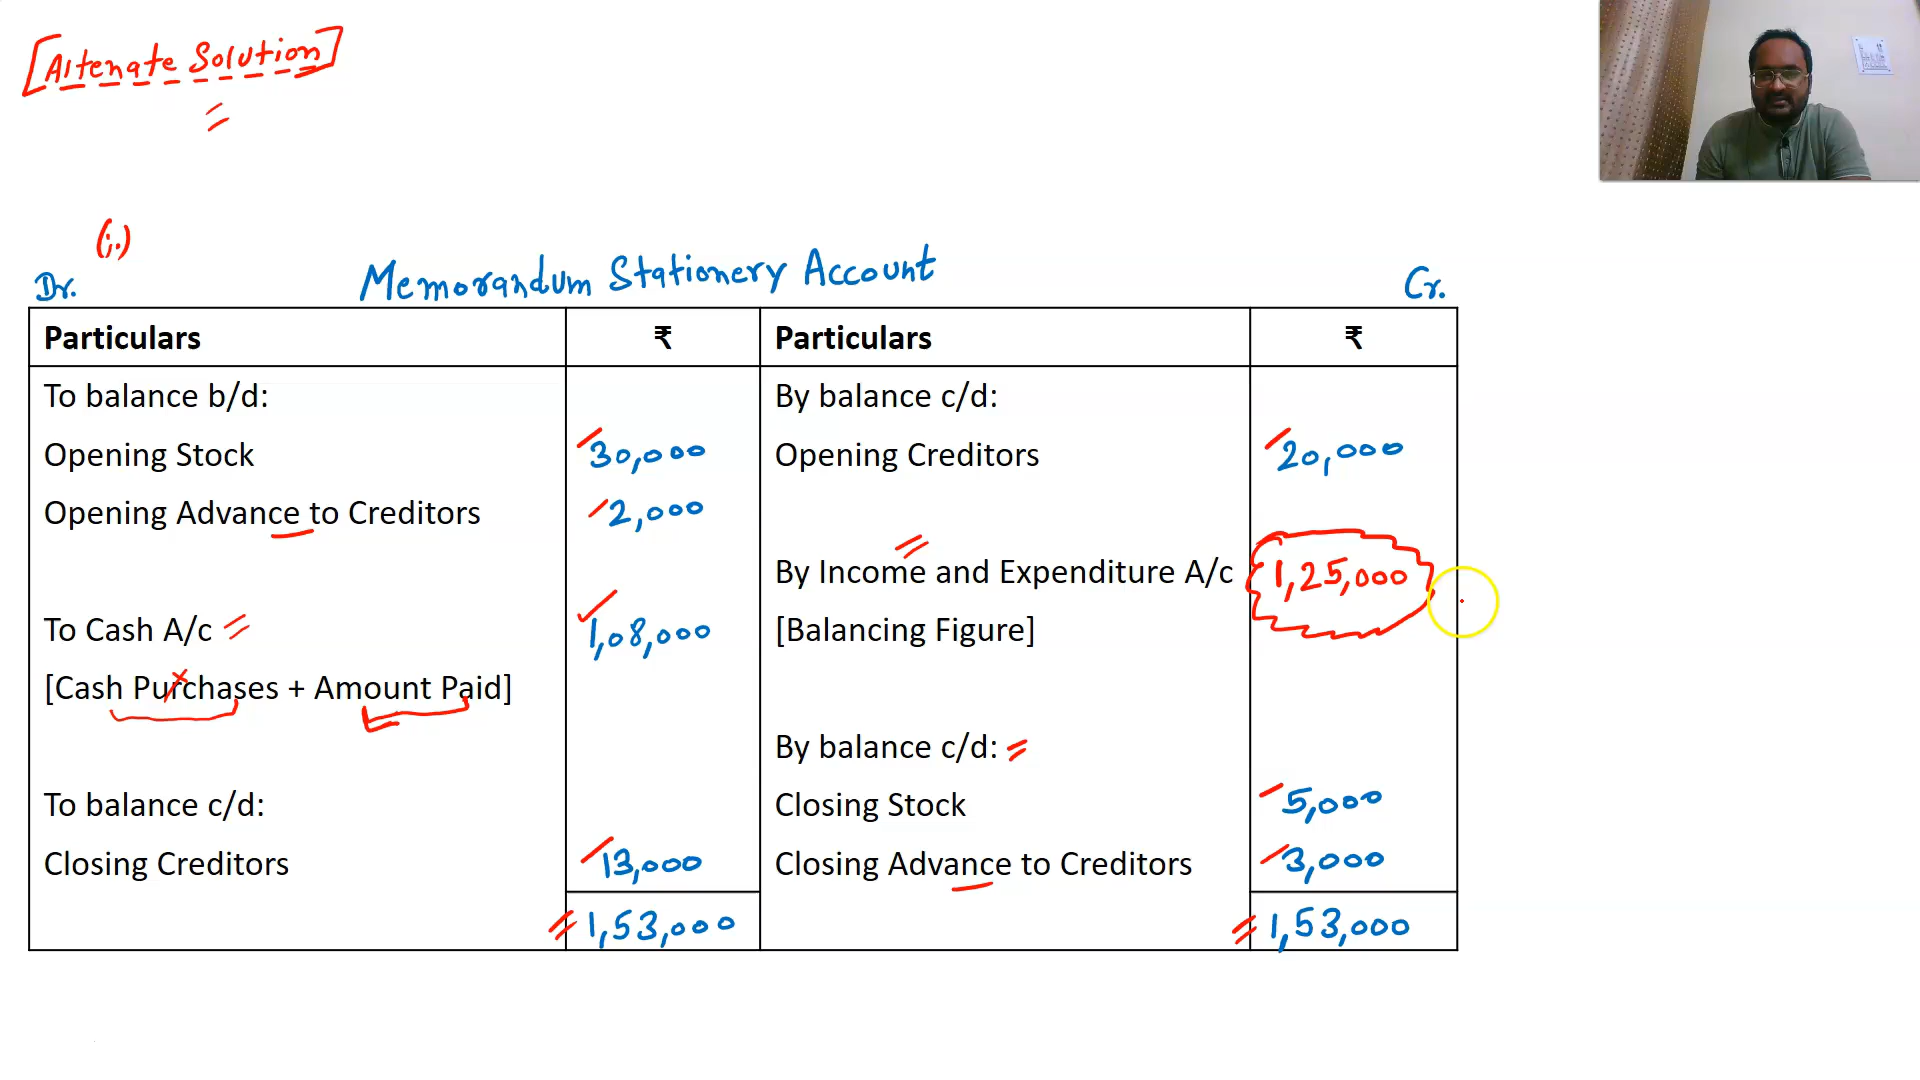 [Altenate Solution]
(i.)
Dr. Memorandum Stationery Account Cr.
Particulars ₹ Particulars ₹
To balance b/d: By balance c/d:
Opening Stock 30,000 Opening Creditors 20,000
Opening Advance to Creditors 2,000
By Income and Expenditure A/c 1,25,000
To Cash A/c 1,08,000 [Balancing Figure]
[Cash Purchases + Amount Paid]
By balance c/d:
To balance c/d: Closing Stock 5,000
Closing Creditors 13,000 Closing Advance to Creditors 3,000
1,53,000 1,53,000